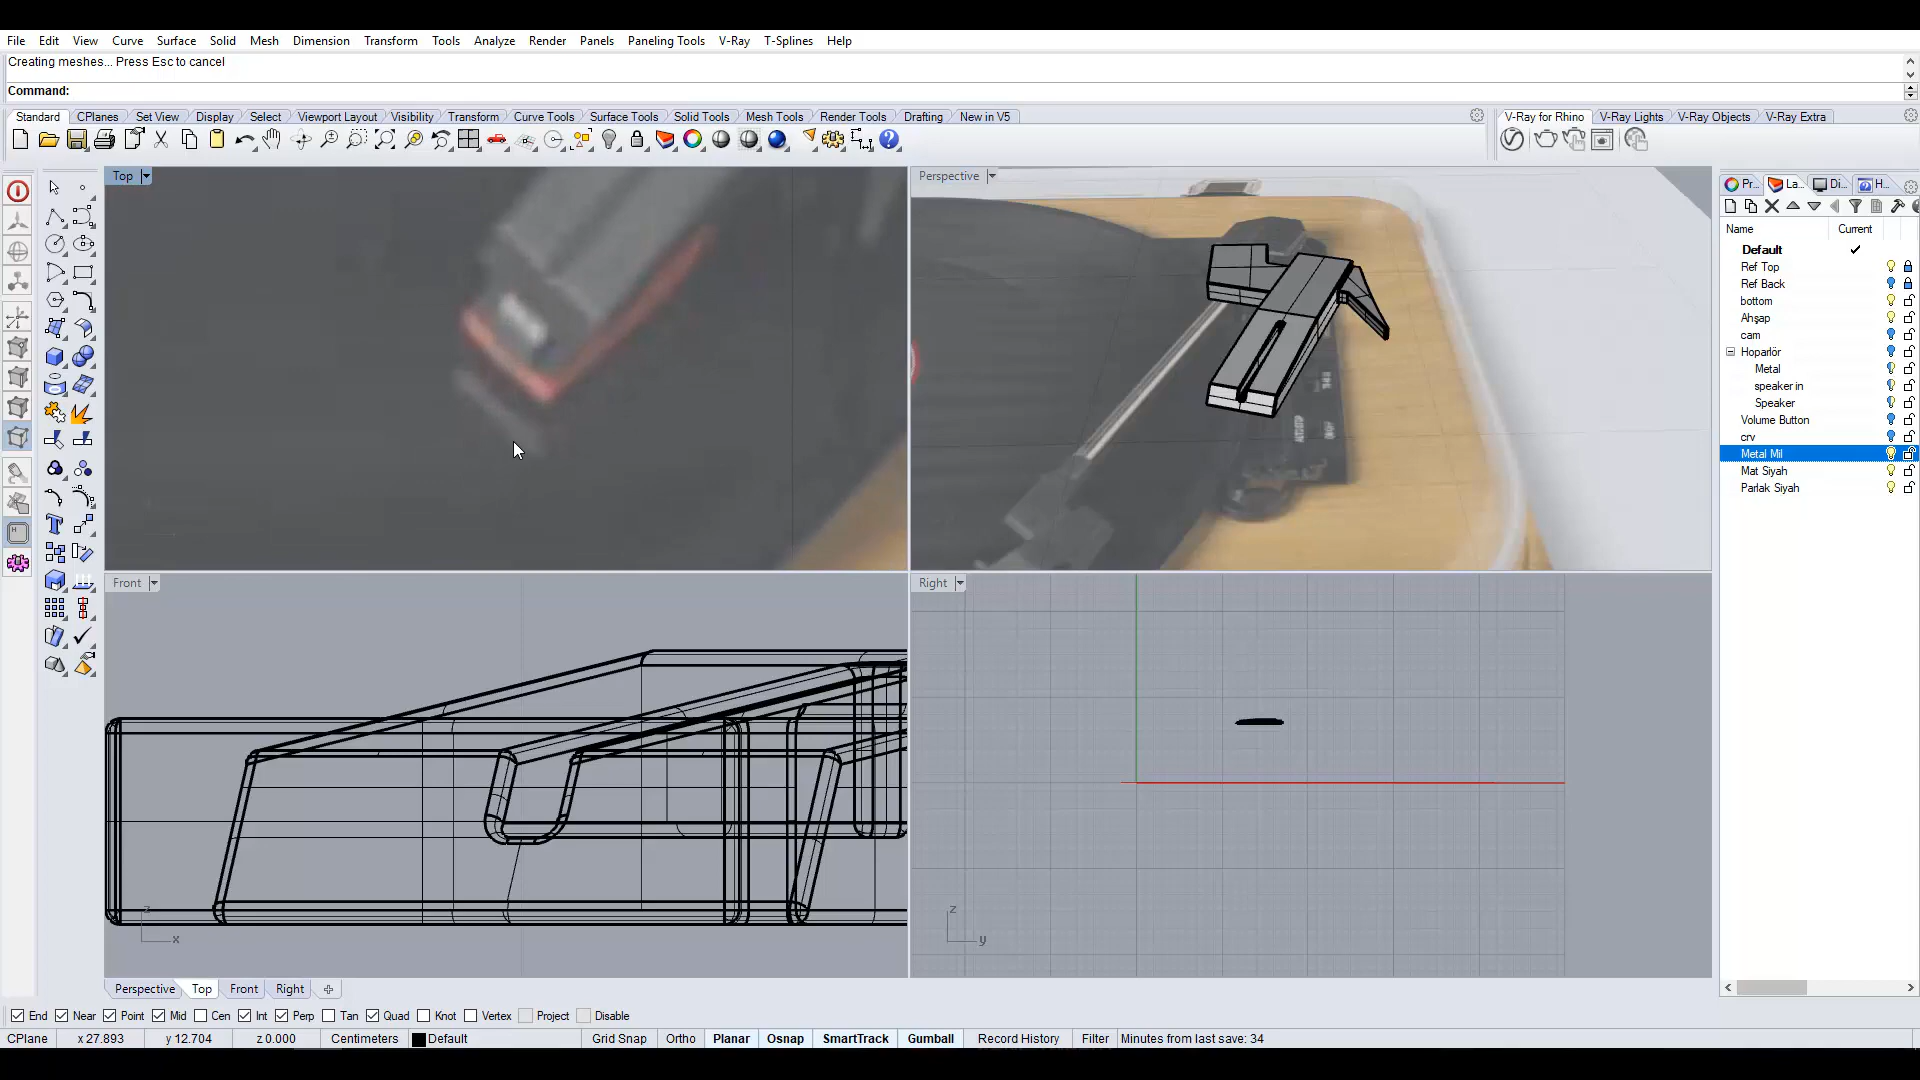 File Edit View Curve Surface Solid Mesh Dimension Transform Tools Analyze Render Panels Paneling Tools V-Ray T-Splines Help
Creating meshes... Press Esc to cancel
Command:
Standard CPlanes Set View Display Select Viewport Layout Visibility Transform Curve Tools Surface Tools Solid Tools Mesh Tools Render Tools Drafting New in V5
V-Ray for Rhino V-Ray Lights V-Ray Objects V-Ray Extra
Top
Perspective
Pr... La... Di... H...
Name Current
Default
Ref Top
Ref Back
bottom
Ahşap
cam
Hoparlör
Metal
speaker in
Speaker
Volume Button
crv
Metal Mil
Mat Siyah
Parlak Siyah
Front
Right
z
x
z
y
Perspective Top Front Right
End Near Point Mid Cen Int Perp Tan Quad Knot Vertex Project Disable
CPlane x 27.893 y 12.704 z 0.000 Centimeters Default Grid Snap Ortho Planar Osnap SmartTrack Gumball Record History Filter Minutes from last save: 34